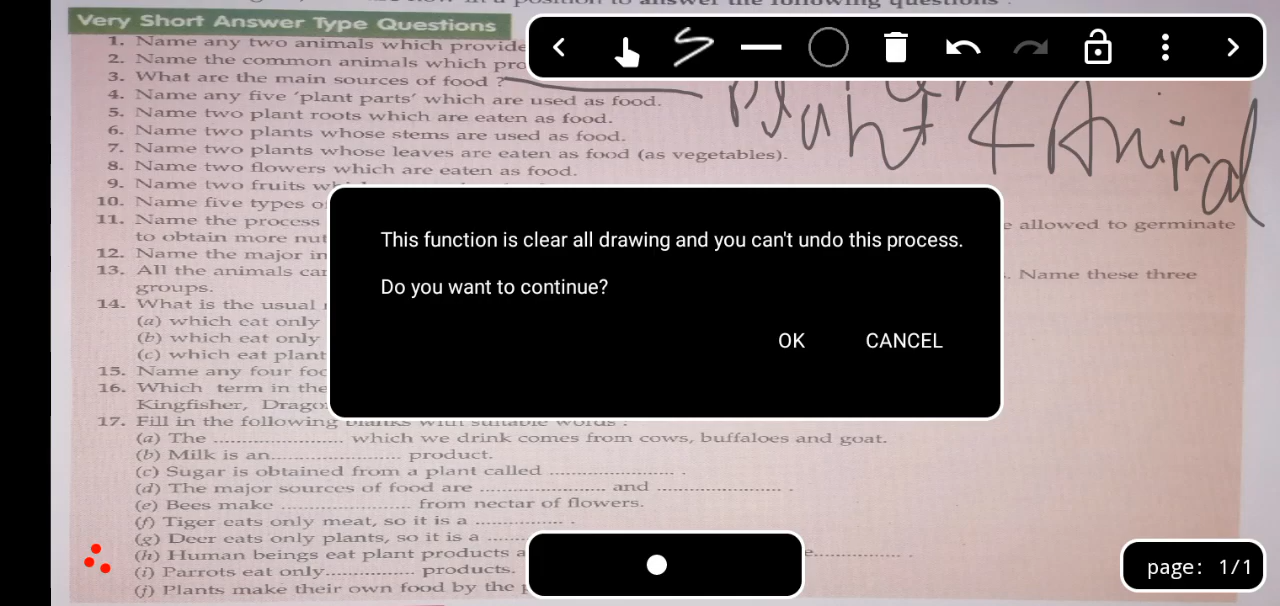 answer the following questions
Very Short Answer Type Questions
1. Name any two animals which provide
2. Name the common animals which pro
3. What are the main sources of food ?
4. Name any five 'plant parts' which are used as food.
Plant & Animal
5. Name two plant roots which are eaten as food.
6. Name two plants whose stems are used as food.
7. Name two plants whose leaves are eaten as food (as vegetables).
8. Name two flowers which are eaten as food.
9. Name two fruits
10. Name five types
11. Name the process e allowed to germinate
to obtain more nut
12. Name the major in
13. All the animals can . Name these three
groups.
14. What is the usual
(a) which eat only
(b) which eat only
(c) which eat plant
15. Name any four foo
16. Which term in the
Kingfisher, Drago
17. Fill in the following blanks with suitable words :
(a) The .................... which we drink comes from cows, buffaloes and goat.
(b) Milk is an.................... product.
(c) Sugar is obtained from a plant called .................... .
(d) The major sources of food are .................... and .................... .
(e) Bees make .................... from nectar of flowers.
(f) Tiger eats only meat, so it is a .............. .
(g) Deer eats only plants, so it is a ......
(h) Human beings eat plant products a e.............. .
(i) Parrots eat only.............. products.
(j) Plants make their own food by the p
This function is clear all drawing and you can't undo this process.
Do you want to continue?
OK CANCEL
page: 1/1